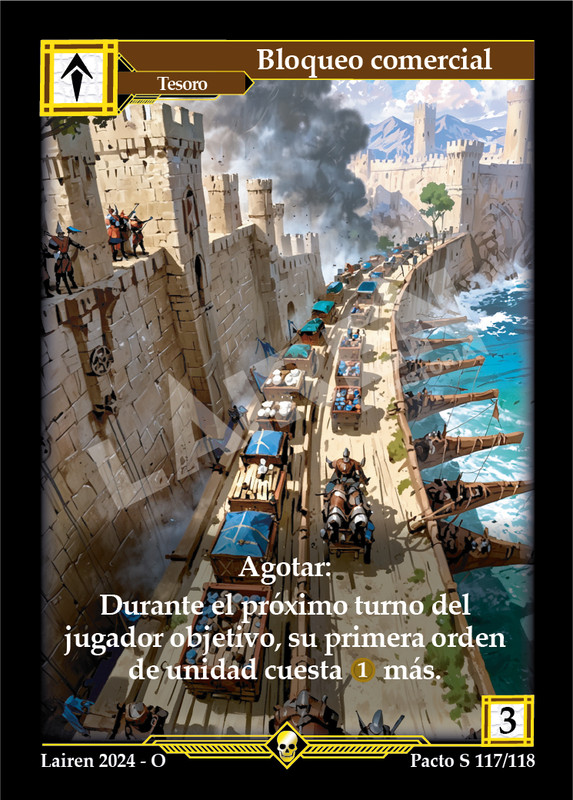 Bloqueo comercial
Tesoro
Agotar:
Durante el próximo turno del
jugador objetivo, su primera orden
de unidad cuesta 1 más.
3
Lairen 2024 - O
Pacto S 117/118